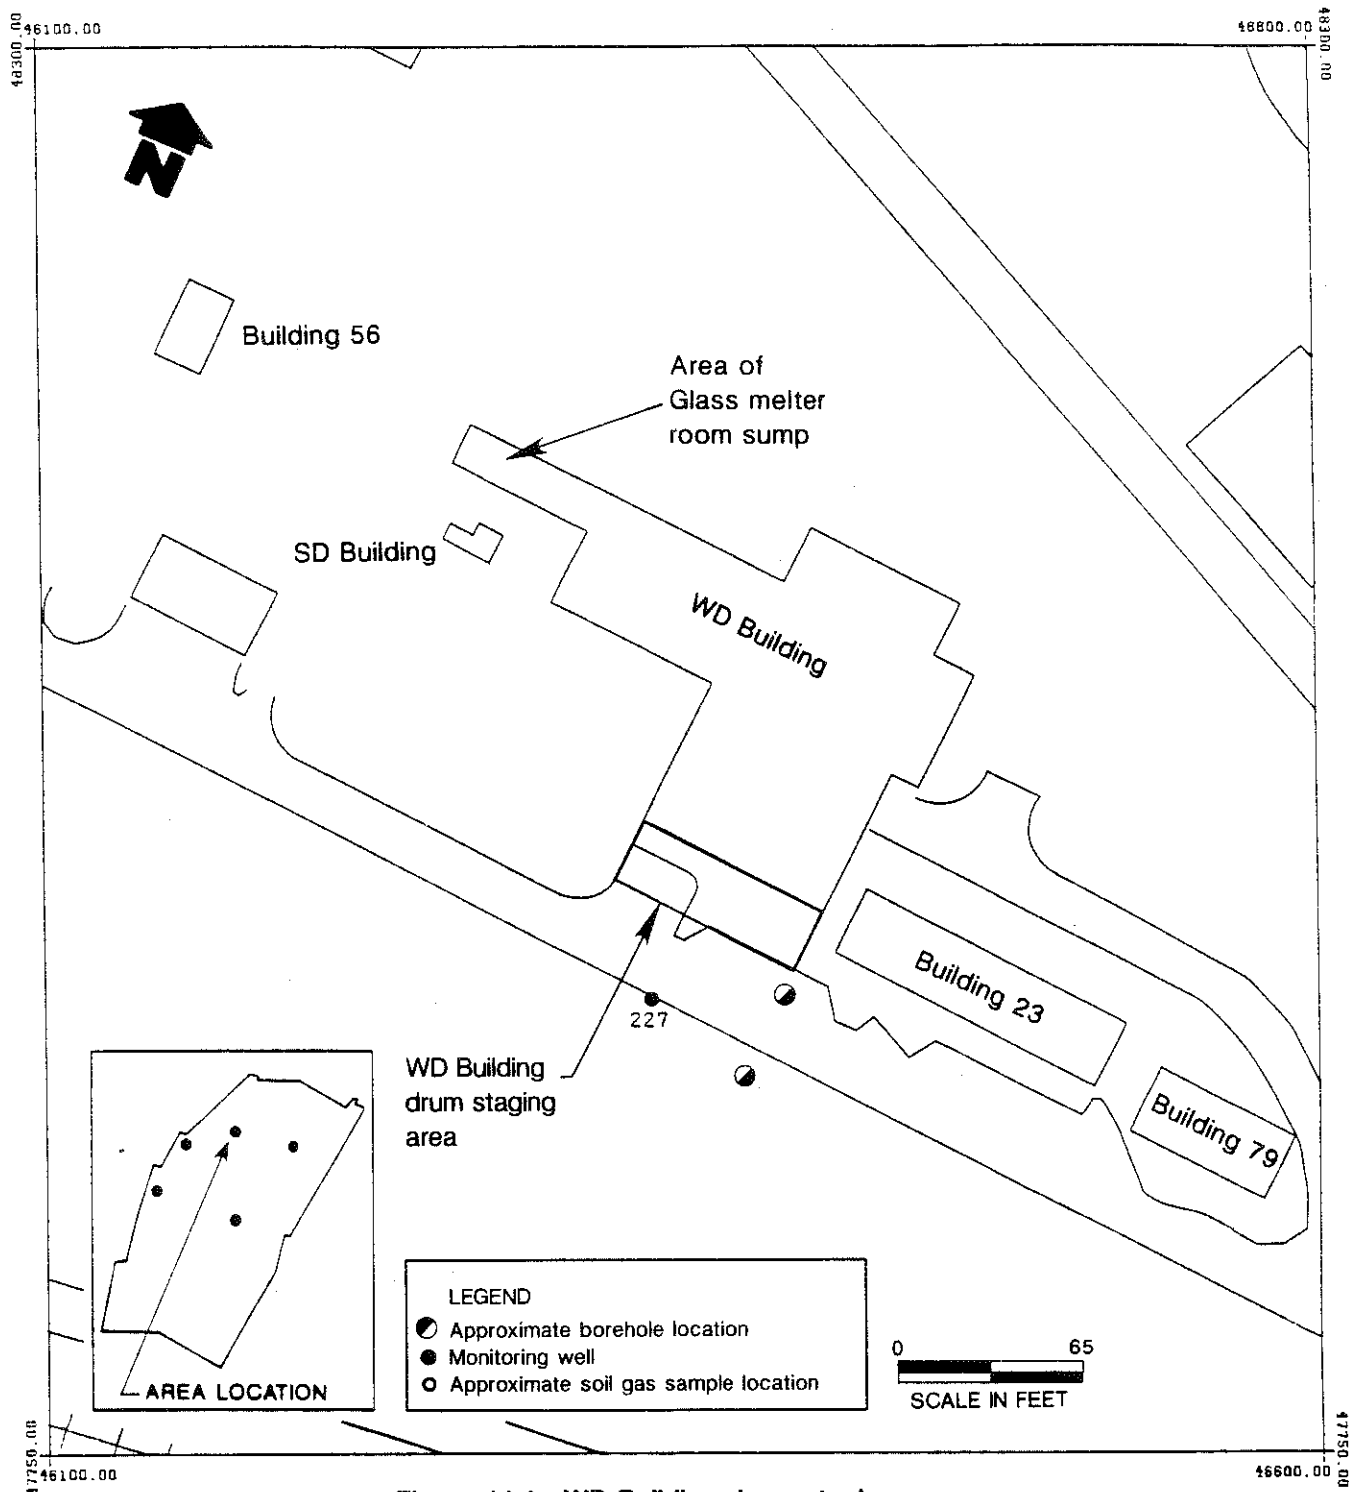 46100.00
48300.00
46600.00
48300.00
N
Building 56
Area of
Glass melter
room sump
SD Building
WD Building
Building 23
227
WD Building
drum staging
area
Building 79
AREA LOCATION
LEGEND
Approximate borehole location
Monitoring well
Approximate soil gas sample location
0 65
SCALE IN FEET
47750.00
46100.00
47750.00
46600.00